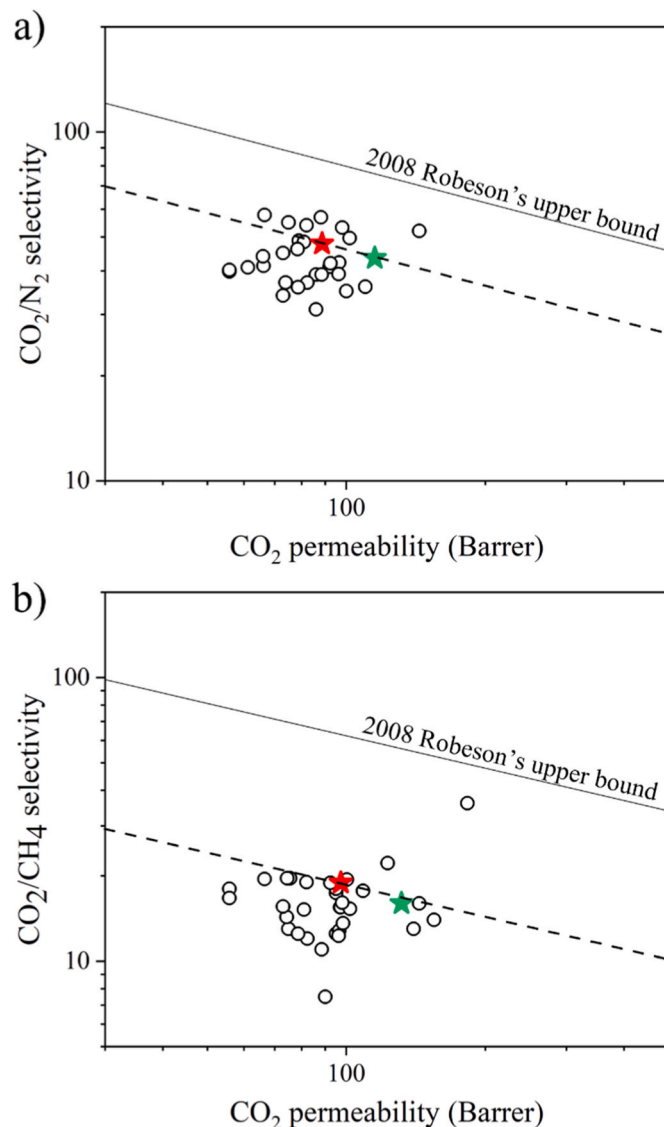 a)
100
2008 Robeson's upper bound
CO₂/N₂ selectivity
10
100
CO₂ permeability (Barrer)
b)
100
2008 Robeson's upper bound
CO₂/CH₄ selectivity
10
100
CO₂ permeability (Barrer)